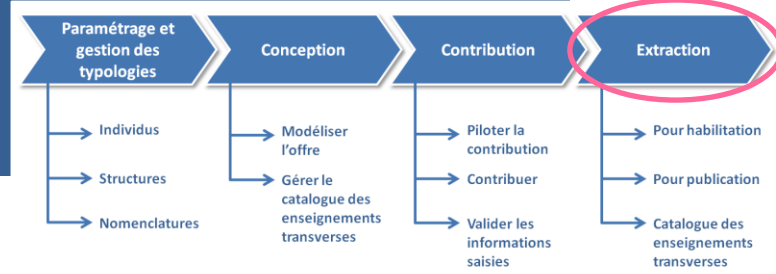 Paramétrage et
gestion des
typologies
Conception
Contribution
Extraction
Individus
Structures
Nomenclatures
Modéliser
l'offre
Gérer le
catalogue des
enseignements
transverses
Piloter la
contribution
Contribuer
Valider les
informations
saisies
Pour habilitation
Pour publication
Catalogue des
enseignements
transverses